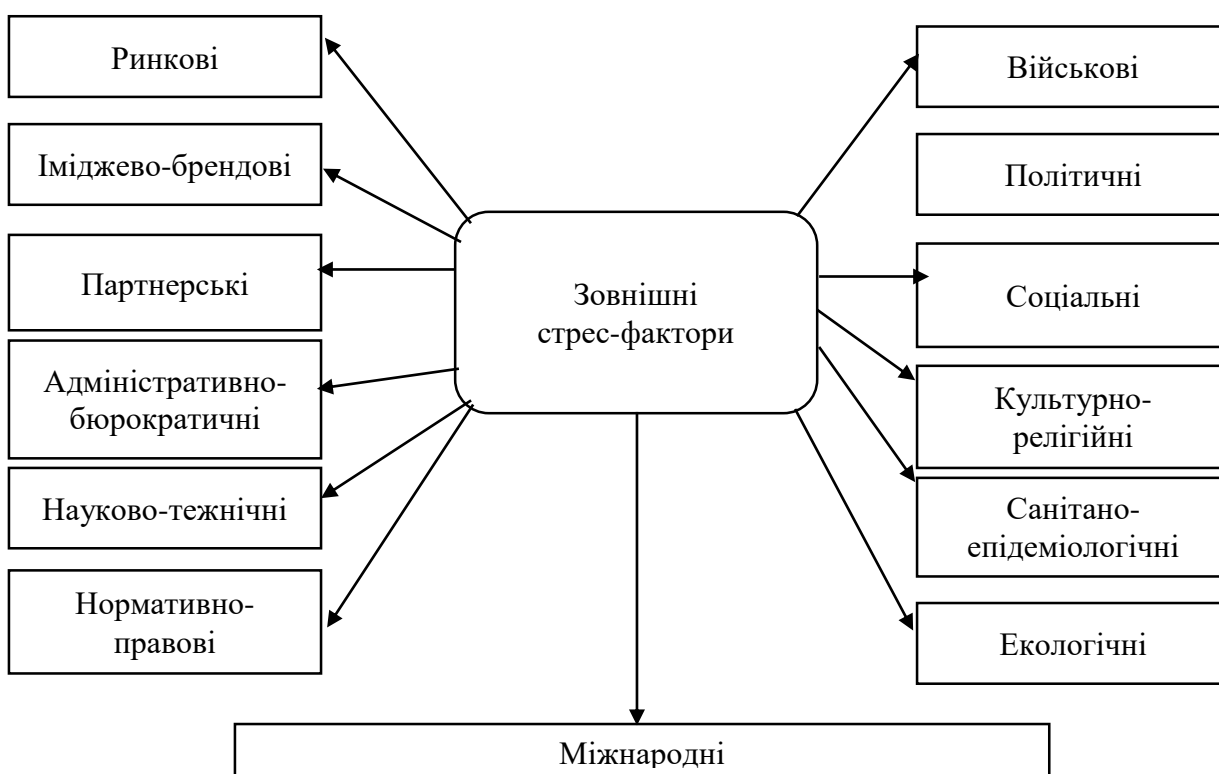 Ринкові
Іміджево-брендові
Партнерські
Адміністративно-
бюрократичні
Науково-тежнічні
Нормативно-
правові
Зовнішні
стрес-фактори
Військові
Політичні
Соціальні
Культурно-
релігійні
Санітано-
епідеміологічні
Екологічні
Міжнародні